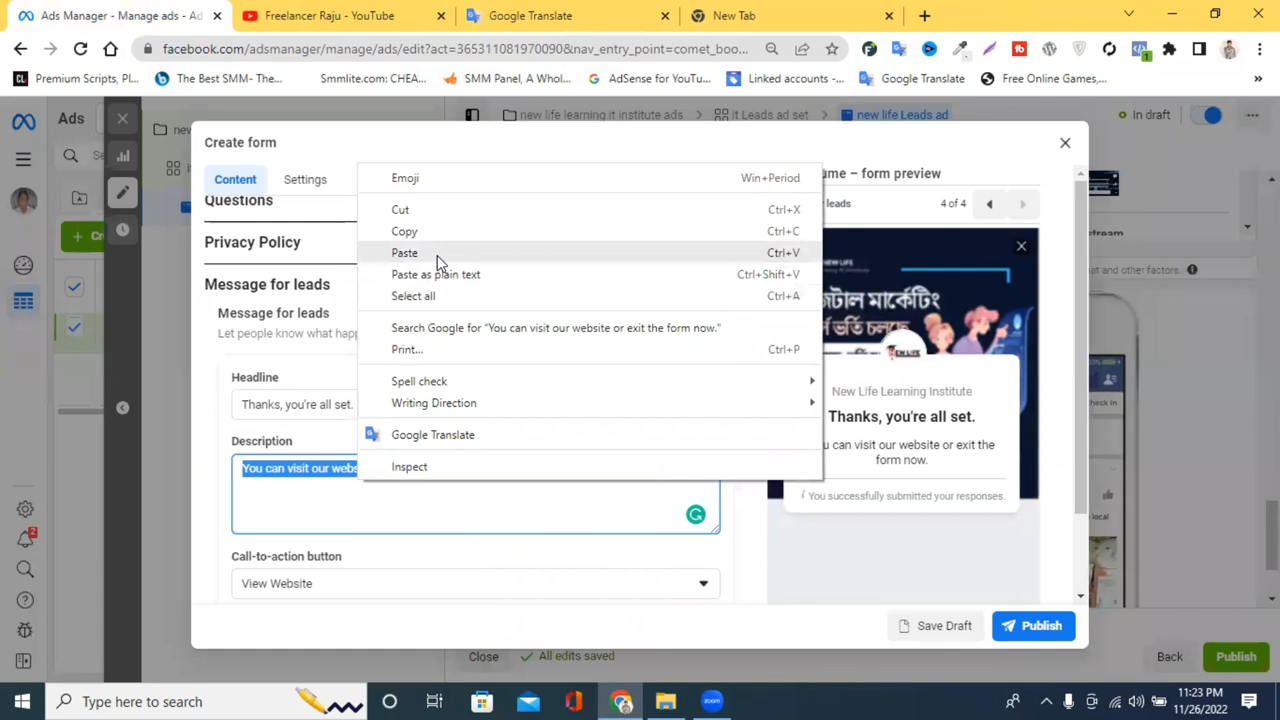 Ads Manager - Manage ads - Ad
Freelancer Raju - YouTube
Google Translate
New Tab
facebook.com/adsmanager/manage/ads/edit?act=365311081970090&nav_entry_point=comet_boo...
Premium Scripts, Pl...
The Best SMM- The...
Smmlite.com: CHEA...
SMM Panel, A Whol...
AdSense for YouTu...
Linked accounts -...
Google Translate
Free Online Games,...
Ads
new life learning it institute ads
It Leads ad set
new life Leads ad
In draft
Create form
Content
Settings
Questions
Privacy Policy
Message for leads
Message for leads
Let people know what
Headline
Thanks, you're all set.
Description
You can visit our webs
Call-to-action button
View Website
Emoji
Win+Period
Cut
Ctrl+X
Copy
Ctrl+C
Paste
Ctrl+V
Paste as plain text
Ctrl+Shift+V
Select all
Ctrl+A
Search Google for “You can visit our website or exit the form now.”
Print...
Ctrl+P
Spell check
Writing Direction
Google Translate
Inspect
ume – form preview
leads
4 of 4
মার্কেটিং
ভর্তি চলছে
New Life Learning Institute
Thanks, you're all set.
can visit our website or exit the
form now.
You successfully submitted your responses.
Save Draft
Publish
Close
All edits saved
Back
Publish
Type here to search
11:23 PM
11/26/2022